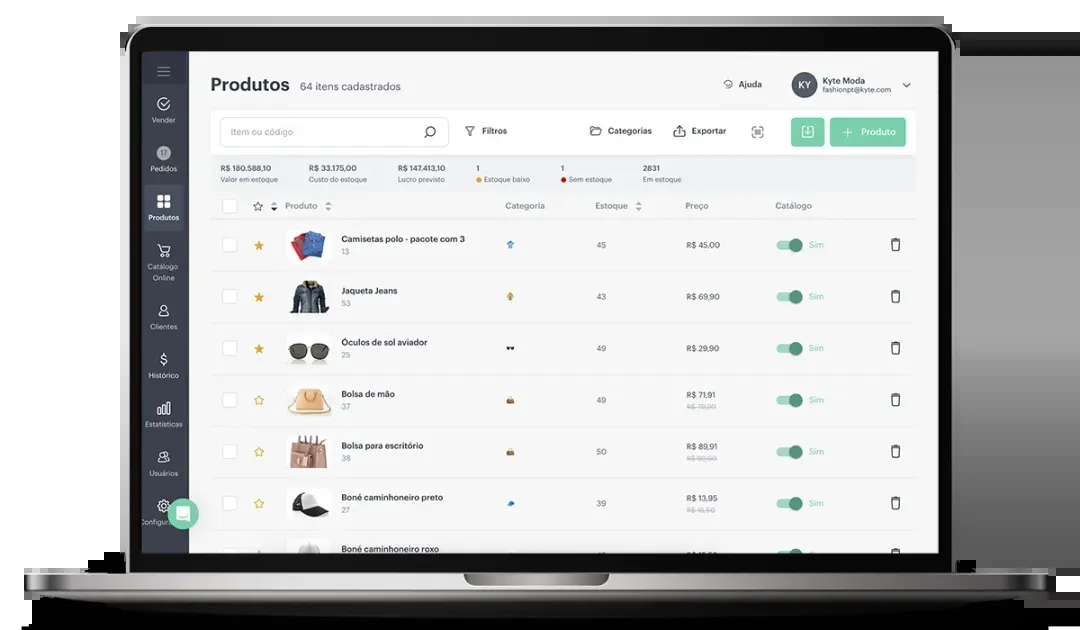 Produtos 64 itens cadastrados
Ajuda
KY
Kyte Moda
fashionpt@kyte.com
Vender
17
Pedidos
Produtos
Catálogo
Online
Clientes
Histórico
Estatísticas
Usuários
Item ou código
Filtros
Categorias
Exportar
+ Produto
R$ 180.588,10
Valor em estoque
R$ 33.175,00
Custo do estoque
R$ 147.413,10
Lucro previsto
1
Estoque baixo
1
Sem estoque
2831
Em estoque
Produto Categoria Estoque Preço Catálogo
Camisetas polo - pacote com 3
13
45 R$ 45,00 Sim
Jaqueta Jeans
53
43 R$ 69,90 Sim
Óculos de sol aviador
25
49 R$ 29,90 Sim
Bolsa de mão
37
49 R$ 71,91 Sim
R$ 79,90
Bolsa para escritório
38
50 R$ 89,91 Sim
R$ 99,90
Boné caminhoneiro preto
27
39 R$ 13,95 Sim
R$ 15,50
Boné caminhoneiro roxo